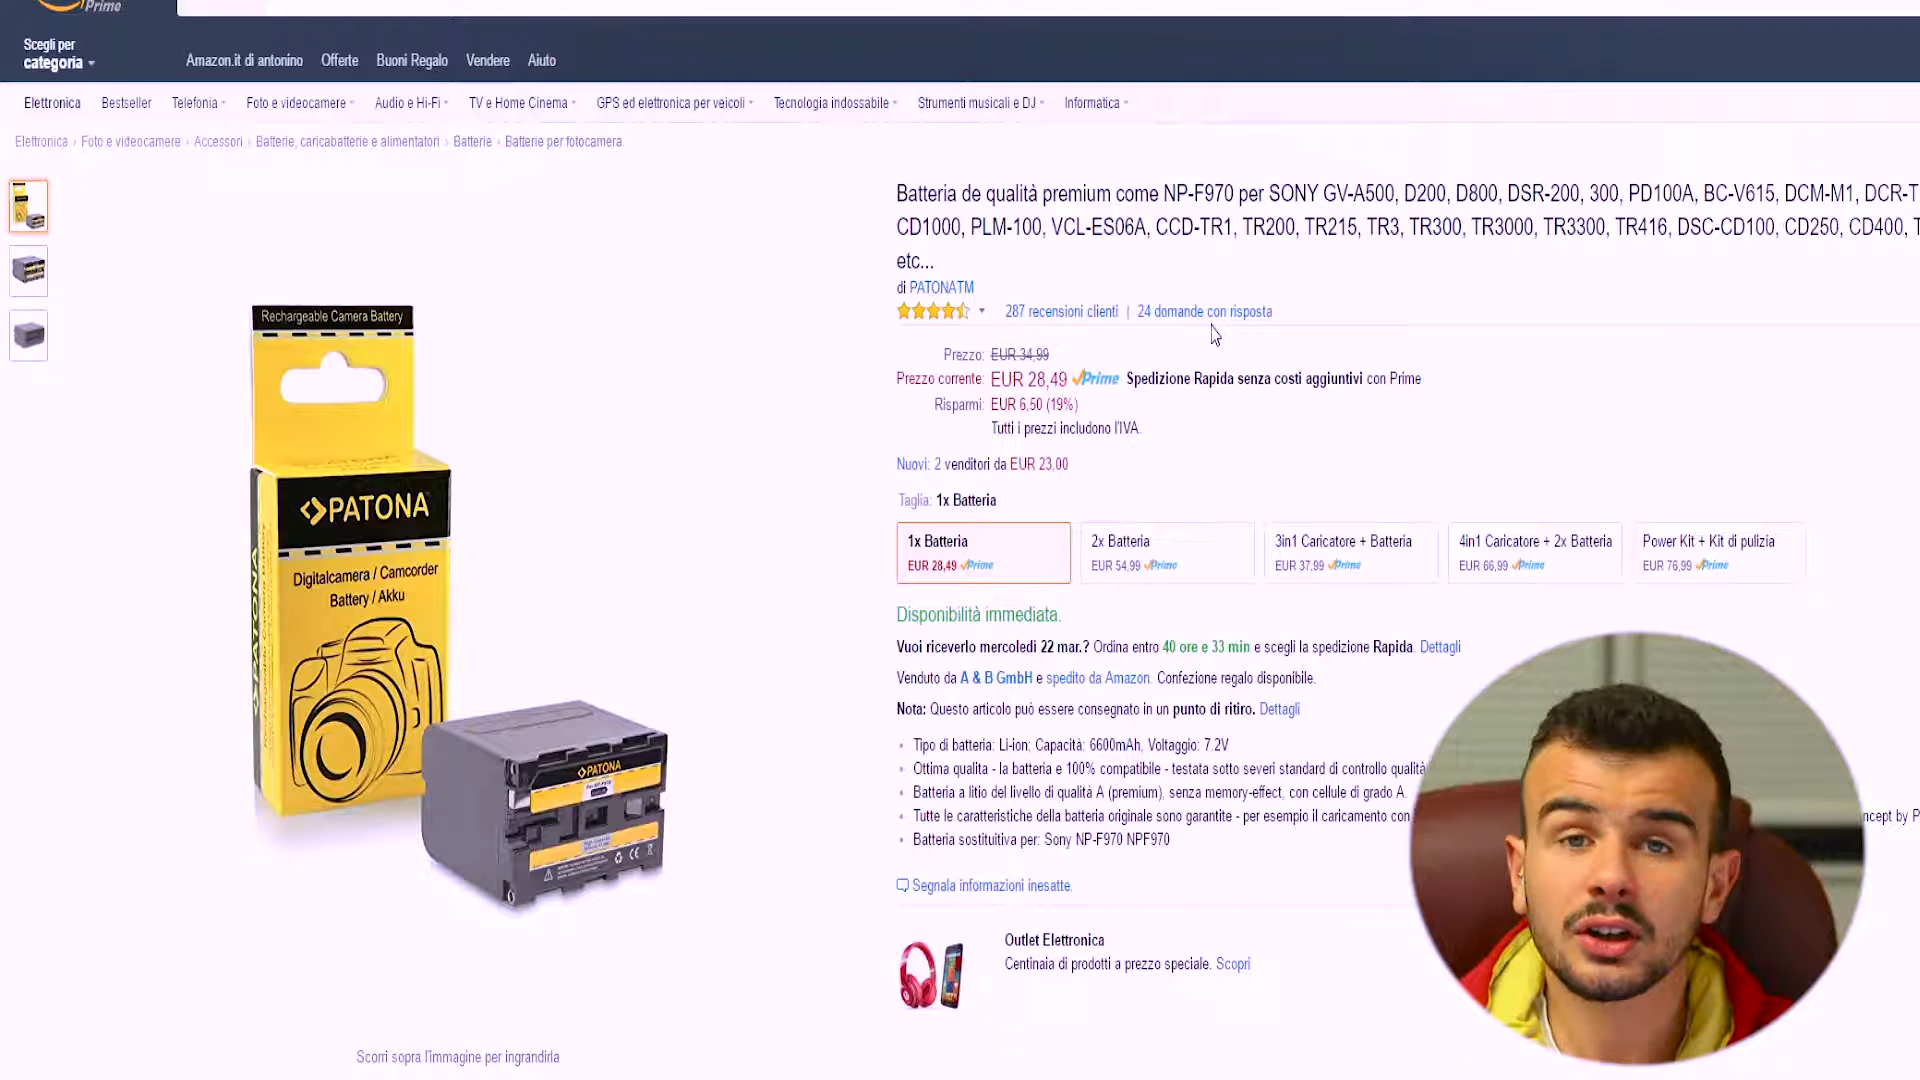 Prime
Scegli per
categoria
Amazon.it di antonino Offerte Buoni Regalo Vendere Aiuto
Elettronica Bestseller Telefonia Foto e videocamere Audio e Hi-Fi TV e Home Cinema GPS ed elettronica per veicoli Tecnologia indossabile Strumenti musicali e DJ Informatica
Elettronica › Foto e videocamere › Accessori › Batterie, caricabatterie e alimentatori › Batterie › Batterie per fotocamera
Batteria de qualità premium come NP-F970 per SONY GV-A500, D200, D800, DSR-200, 300, PD100A, BC-V615, DCM-M1, DCR-T
CD1000, PLM-100, VCL-ES06A, CCD-TR1, TR200, TR215, TR3, TR300, TR3000, TR3300, TR416, DSC-CD100, CD250, CD400, T
etc...
di PATONATM
287 recensioni clienti | 24 domande con risposta
Prezzo: EUR 34,99
Prezzo corrente: EUR 28,49 Prime Spedizione Rapida senza costi aggiuntivi con Prime
Risparmi: EUR 6,50 (19%)
Tutti i prezzi includono l'IVA.
Nuovi: 2 venditori da EUR 23,00
Taglia: 1x Batteria
1x Batteria
EUR 28,49 Prime
2x Batteria
EUR 54,99 Prime
3in1 Caricatore + Batteria
EUR 37,99 Prime
4in1 Caricatore + 2x Batteria
EUR 66,99 Prime
Power Kit + Kit di pulizia
EUR 76,99 Prime
Disponibilità immediata.
Vuoi riceverlo mercoledì 22 mar.? Ordina entro 40 ore e 33 min e scegli la spedizione Rapida. Dettagli
Venduto da A & B GmbH e spedito da Amazon. Confezione regalo disponibile.
Nota: Questo articolo può essere consegnato in un punto di ritiro. Dettagli
Tipo di batteria: Li-ion; Capacità: 6600mAh, Voltaggio: 7.2V
Ottima qualita - la batteria e 100% compatibile - testata sotto severi standard di controllo qualità
Batteria a litio del livello di qualità A (premium), senza memory-effect, con cellule di grado A.
Tutte le caratteristiche della batteria originale sono garantite - per esempio il caricamento con ncept by P
Batteria sostitutiva per: Sony NP-F970 NPF970
Segnala informazioni inesatte.
Outlet Elettronica
Centinaia di prodotti a prezzo speciale. Scopri
Rechargeable Camera Battery
PATONA
Digitalcamera / Camcorder
Battery / Akku
PATONA
PATONA
Scorri sopra l'immagine per ingrandirla